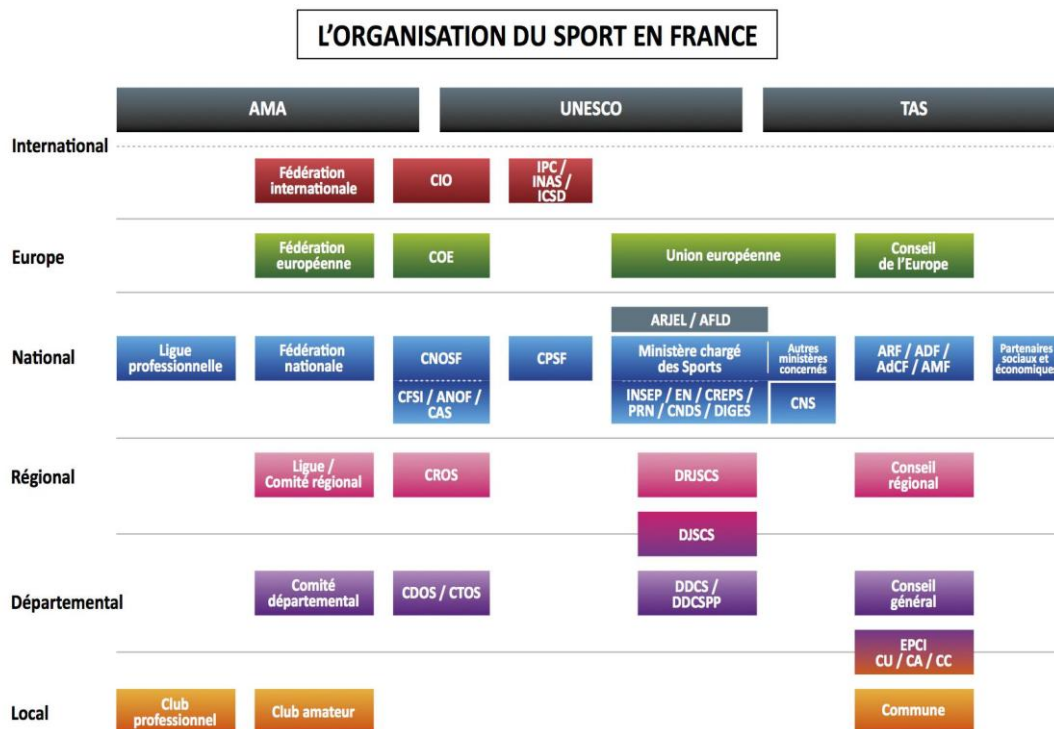 L'ORGANISATION DU SPORT EN FRANCE
AMA
UNESCO
TAS
International
Fédération
internationale
CIO
IPC /
INAS /
ICSD
Europe
Fédération
européenne
COE
Union européenne
Conseil
de l'Europe
National
Ligue
professionnelle
Fédération
nationale
CNOSF
CFSI / ANOF /
CAS
CPSF
ARJEL / AFLD
Ministère chargé
des Sports
INSEP / EN / CREPS /
PRN / CNDS / DIGES
Autres
ministères
concernés
CNS
ARF / ADF /
AdCF / AMF
Partenaires
sociaux et
économiques
Régional
Ligue /
Comité régional
CROS
DRJSCS
Conseil
régional
DJSCS
Départemental
Comité
départemental
CDOS / CTOS
DDCS /
DDCSPP
Conseil
général
EPCI
CU / CA / CC
Local
Club
professionnel
Club amateur
Commune